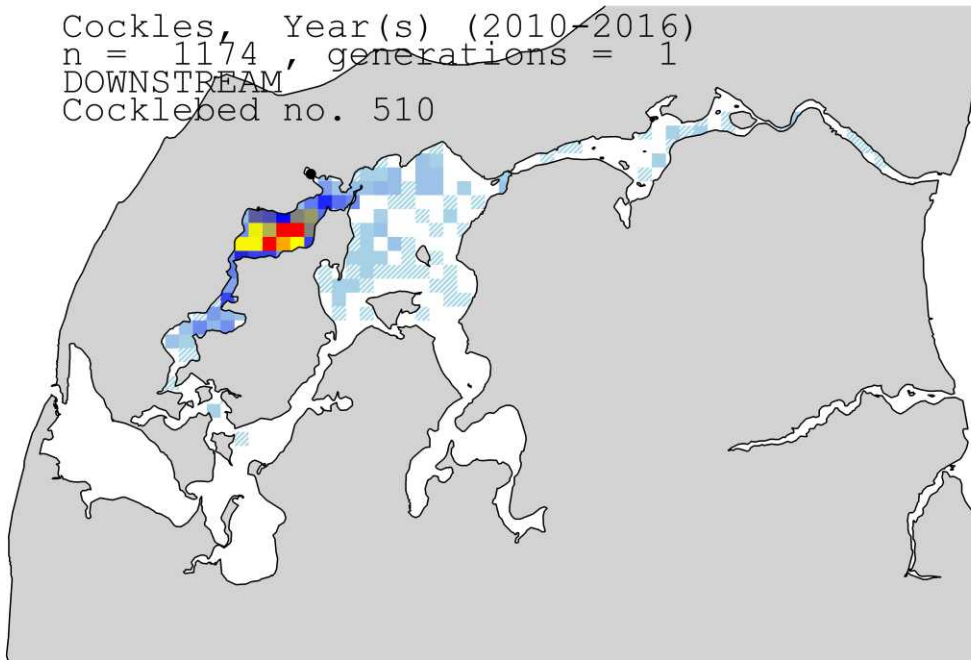 Cockles, Year(s) (2010-2016)
n = 1174 , generations = 1
DOWNSTREAM
Cocklebed no. 510